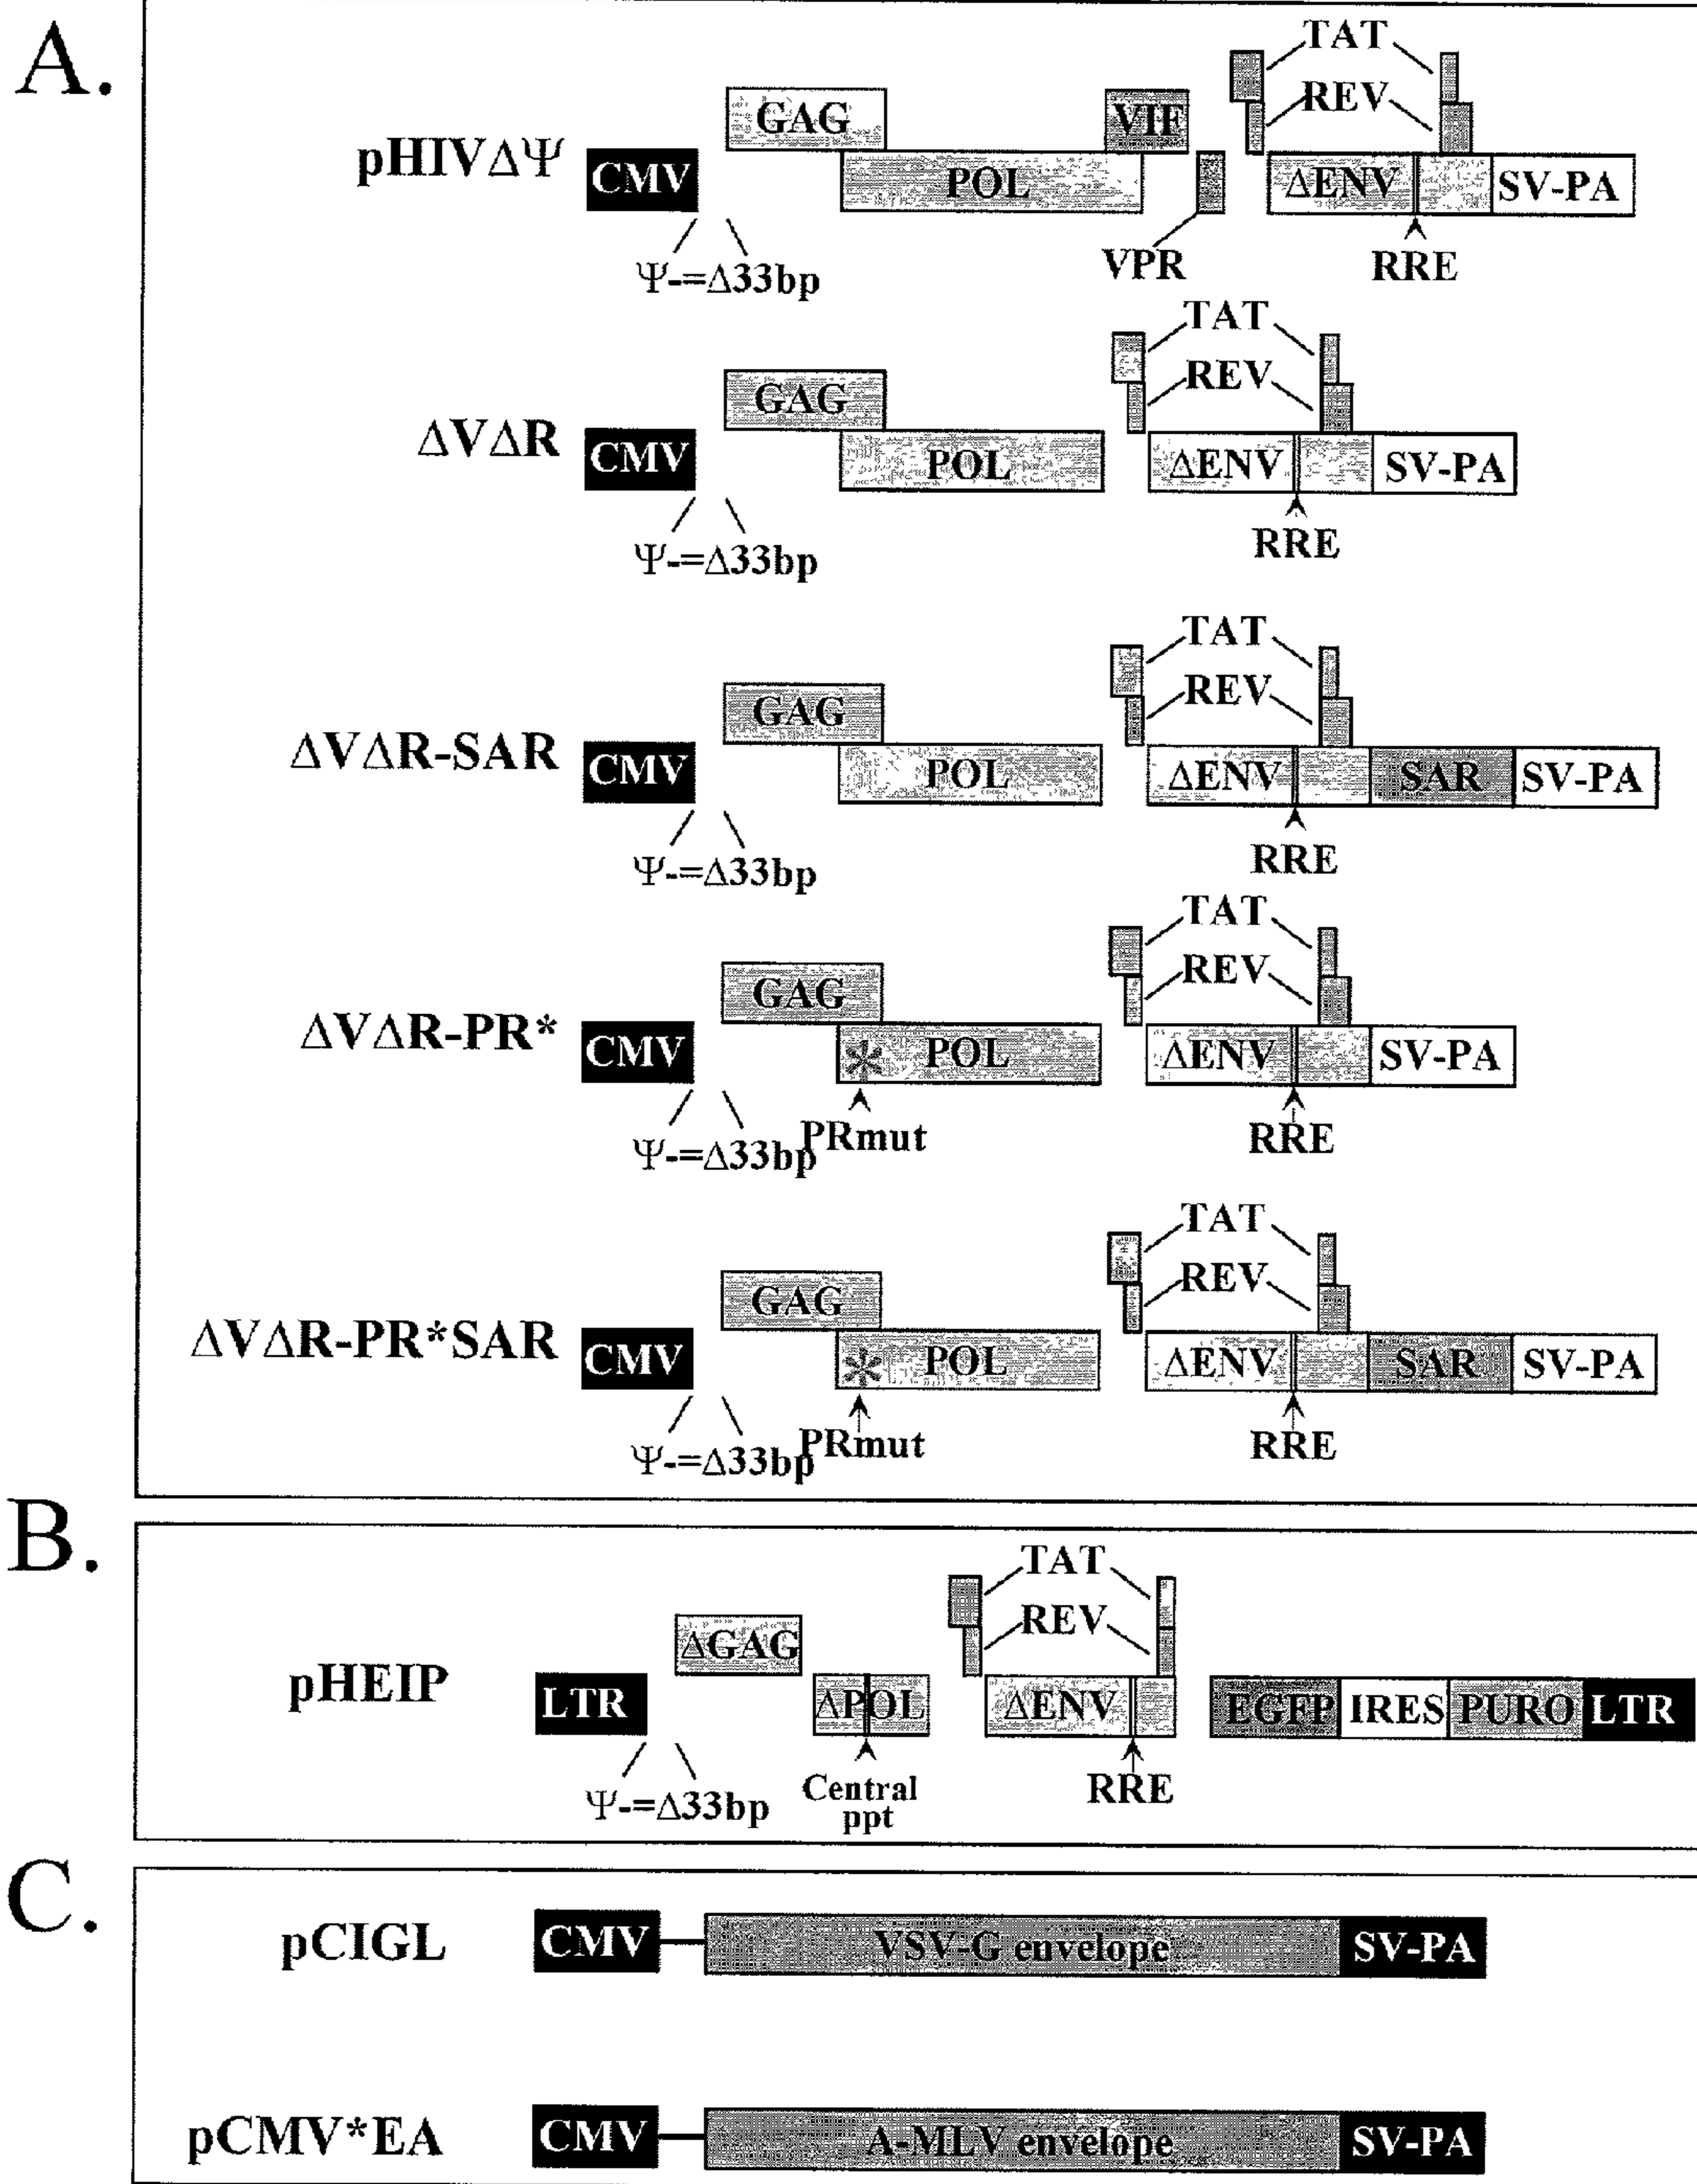 A.
TAT
REV
pHIVΔΨ
CMV
GAG
POL
VIF
ΔENV
SV-PA
Ψ-=Δ33bp
VPR
RRE
TAT
REV
ΔVΔR
CMV
GAG
POL
ΔENV
SV-PA
Ψ-=Δ33bp
RRE
TAT
REV
ΔVΔR-SAR
CMV
GAG
POL
ΔENV
SAR
SV-PA
Ψ-=Δ33bp
RRE
TAT
REV
ΔVΔR-PR*
CMV
GAG
* POL
ΔENV
SV-PA
Ψ-=Δ33bp
PRmut
RRE
TAT
REV
ΔVΔR-PR*SAR
CMV
GAG
* POL
ΔENV
SAR
SV-PA
Ψ-=Δ33bp
PRmut
RRE
B.
TAT
REV
pHEIP
LTR
ΔGAG
ΔPOL
ΔENV
EGFP
IRES
PURO
LTR
Ψ-=Δ33bp
Central
ppt
RRE
C.
pCIGL
CMV
VSV-G envelope
SV-PA
pCMV*EA
CMV
A-MLV envelope
SV-PA